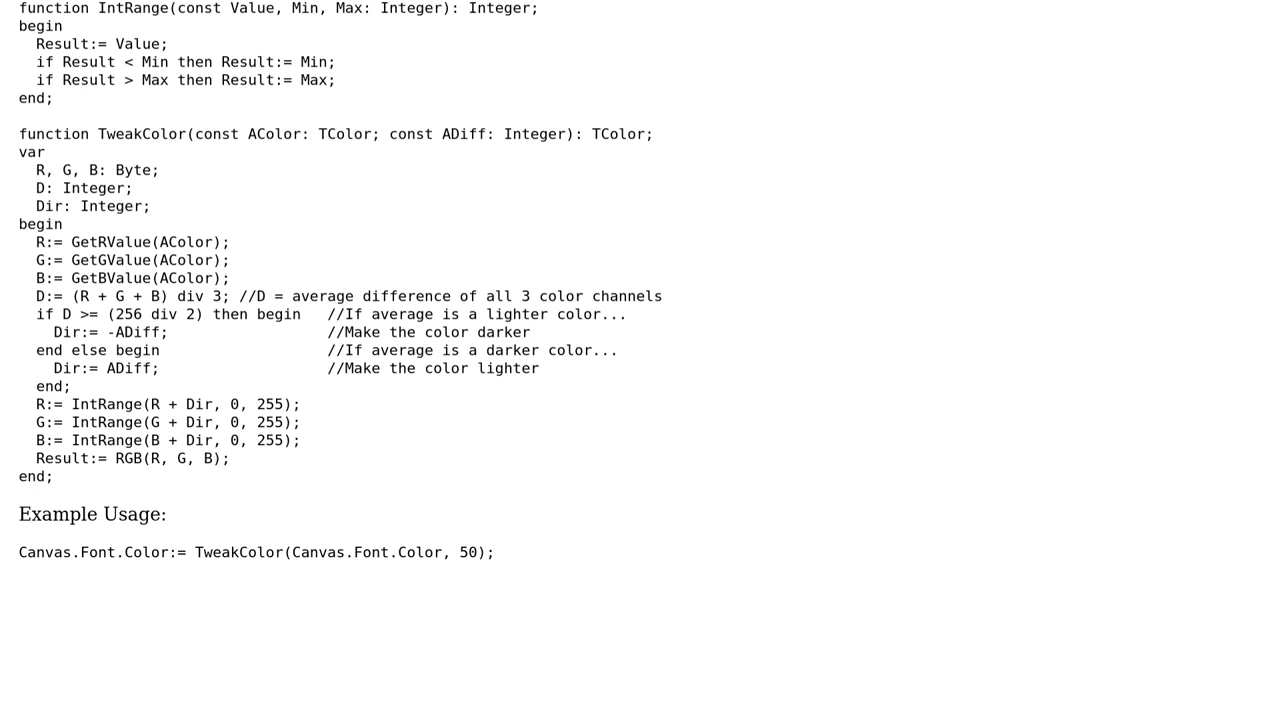 function IntRange(const Value, Min, Max: Integer): Integer;
begin
  Result:= Value;
  if Result < Min then Result:= Min;
  if Result > Max then Result:= Max;
end;

function TweakColor(const AColor: TColor; const ADiff: Integer): TColor;
var
  R, G, B: Byte;
  D: Integer;
  Dir: Integer;
begin
  R:= GetRValue(AColor);
  G:= GetGValue(AColor);
  B:= GetBValue(AColor);
  D:= (R + G + B) div 3; //D = average difference of all 3 color channels
  if D >= (256 div 2) then begin   //If average is a lighter color...
    Dir:= -ADiff;                  //Make the color darker
  end else begin                   //If average is a darker color...
    Dir:= ADiff;                   //Make the color lighter
  end;
  R:= IntRange(R + Dir, 0, 255);
  G:= IntRange(G + Dir, 0, 255);
  B:= IntRange(B + Dir, 0, 255);
  Result:= RGB(R, G, B);
end;

Example Usage:

Canvas.Font.Color:= TweakColor(Canvas.Font.Color, 50);